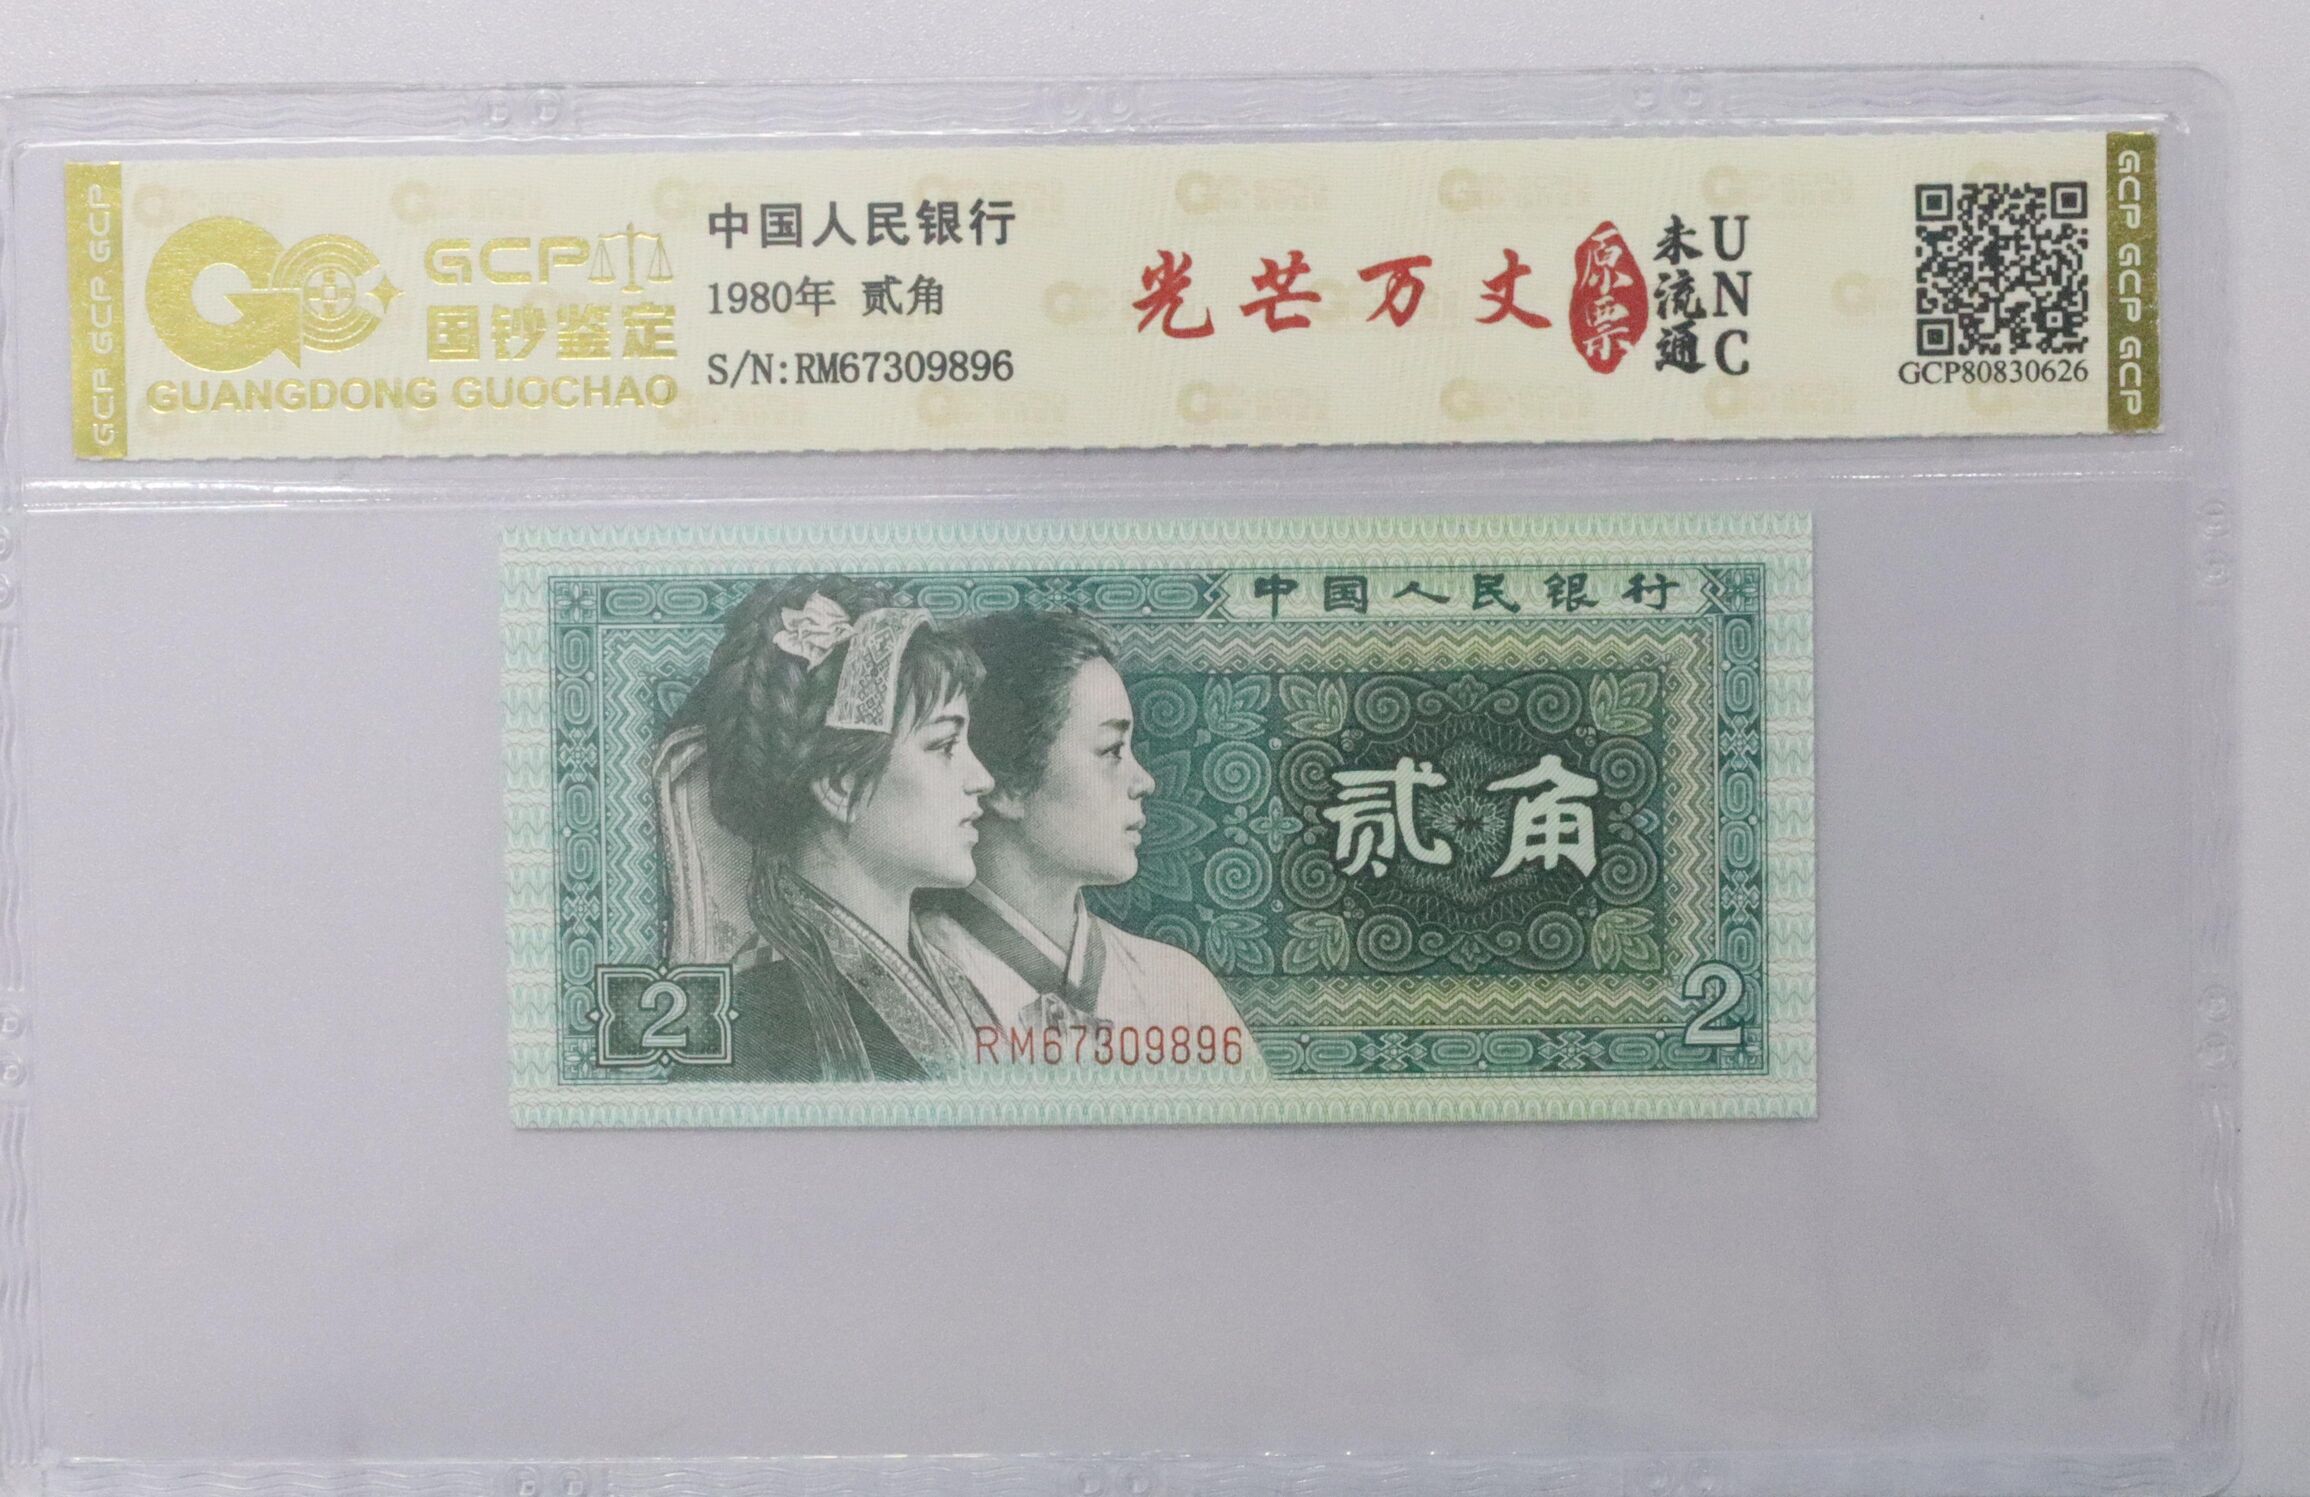 GCP GCP GCP
GCP
国钞鉴定
GUANGDONG GUOCHAO
中国人民银行
1980年 贰角
S/N:RM67309896
光芒万丈
原票
未流通
UNC
GCP80830626
GCP GCP GCP
中国人民银行
贰角
2
2
RM67309896